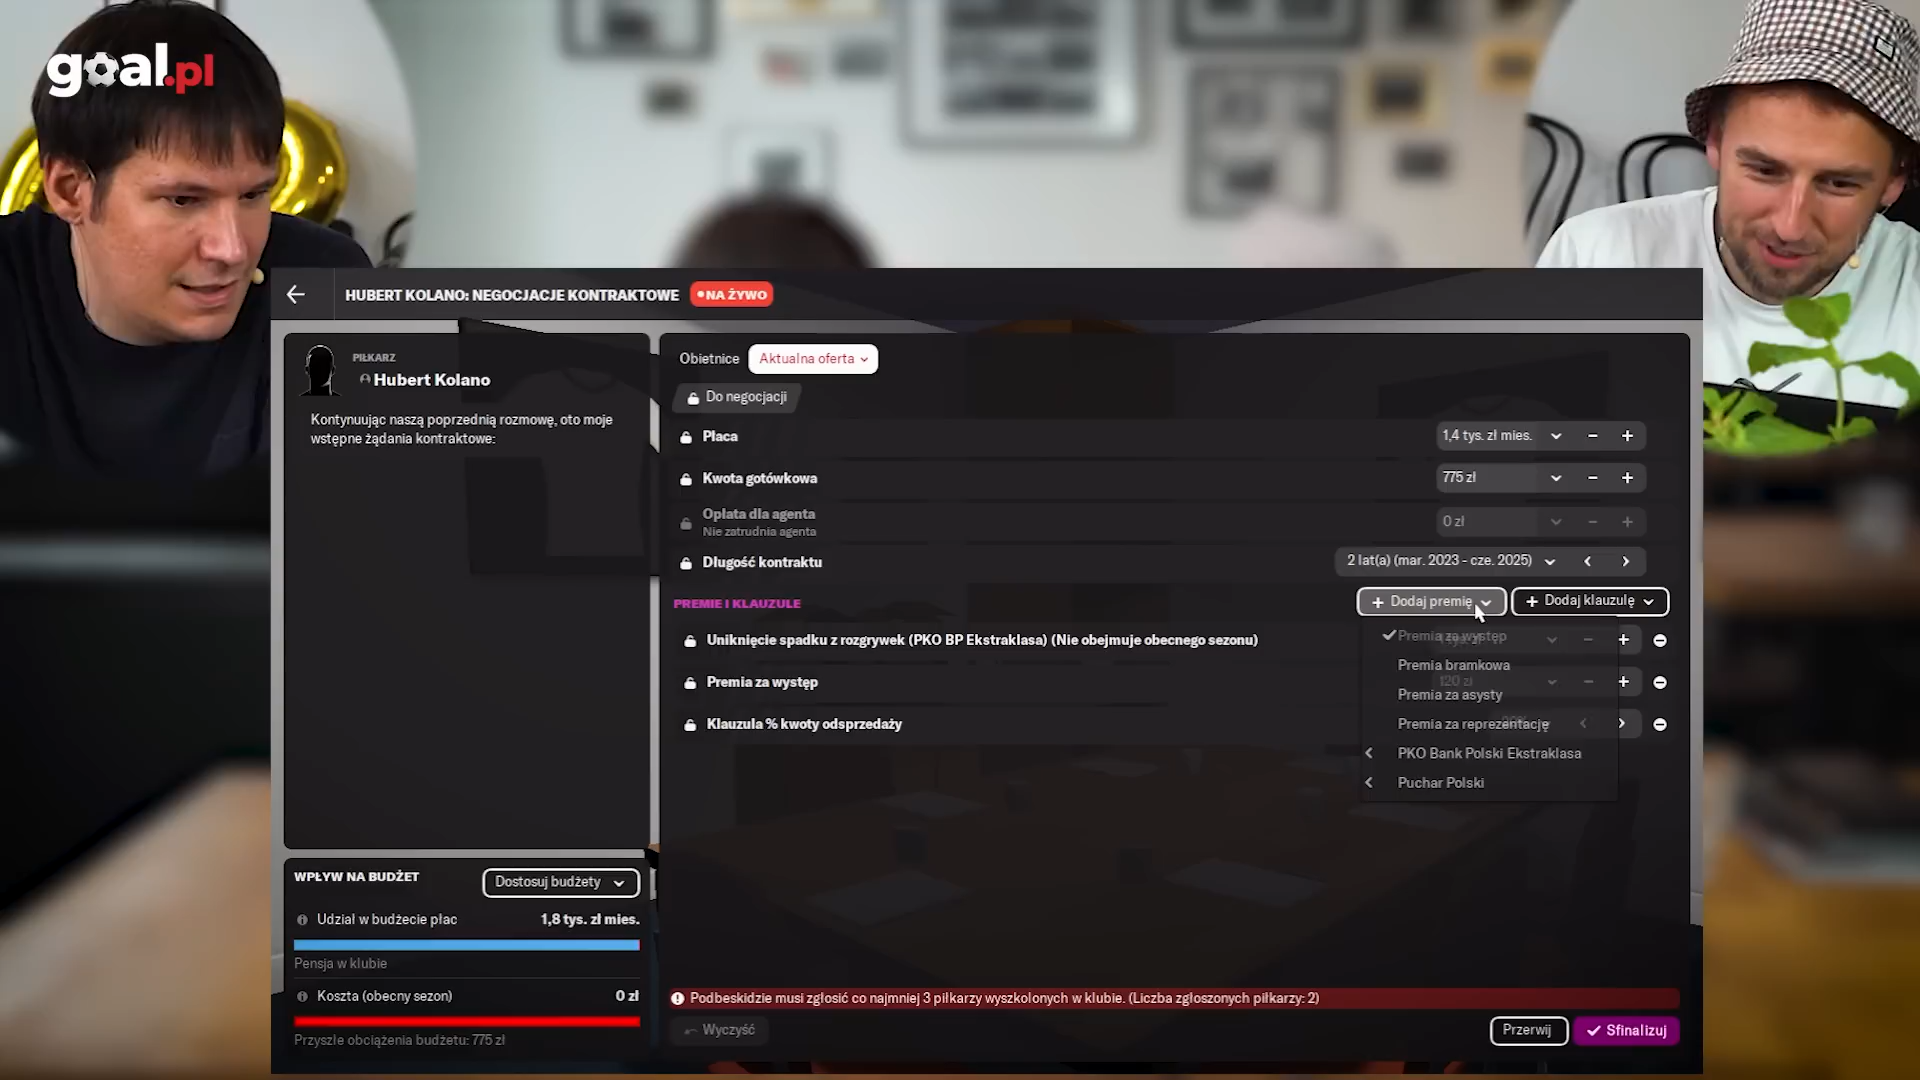 goal.pl
HUBERT KOLANO: NEGOCJACJE KONTRAKTOWE
NA ŻYWO
PIŁKARZ
Hubert Kolano
Kontynuując naszą poprzednią rozmowę, oto moje
wstępne żądania kontraktowe:
Obietnice Aktualna oferta
Do negocjacji
Płaca 1,4 tys. zł mies.
Kwota gotówkowa 775 zł
Opłata dla agenta 0 zł
Nie zatrudnia agenta
Długość kontraktu 2 lat(a) (mar. 2023 - cze. 2025)
PREMIE I KLAUZULE + Dodaj premię + Dodaj klauzulę
Uniknięcie spadku z rozgrywek (PKO BP Ekstraklasa) (Nie obejmuje obecnego sezonu)
Premia za występ 120 zł
Klauzula % kwoty odsprzedaży
Premia za występ
Premia bramkowa
Premia za asysty
Premia za reprezentację
PKO Bank Polski Ekstraklasa
Puchar Polski
WPŁYW NA BUDŻET Dostosuj budżety
Udział w budżecie płac 1,8 tys. zł mies.
Pensja w klubie
Koszta (obecny sezon) 0 zł
Przyszłe obciążenia budżetu: 775 zł
Podbeskidzie musi zgłosić co najmniej 3 piłkarzy wyszkolonych w klubie. (Liczba zgłoszonych piłkarzy: 2)
Wyczyść Przerwij Sfinalizuj